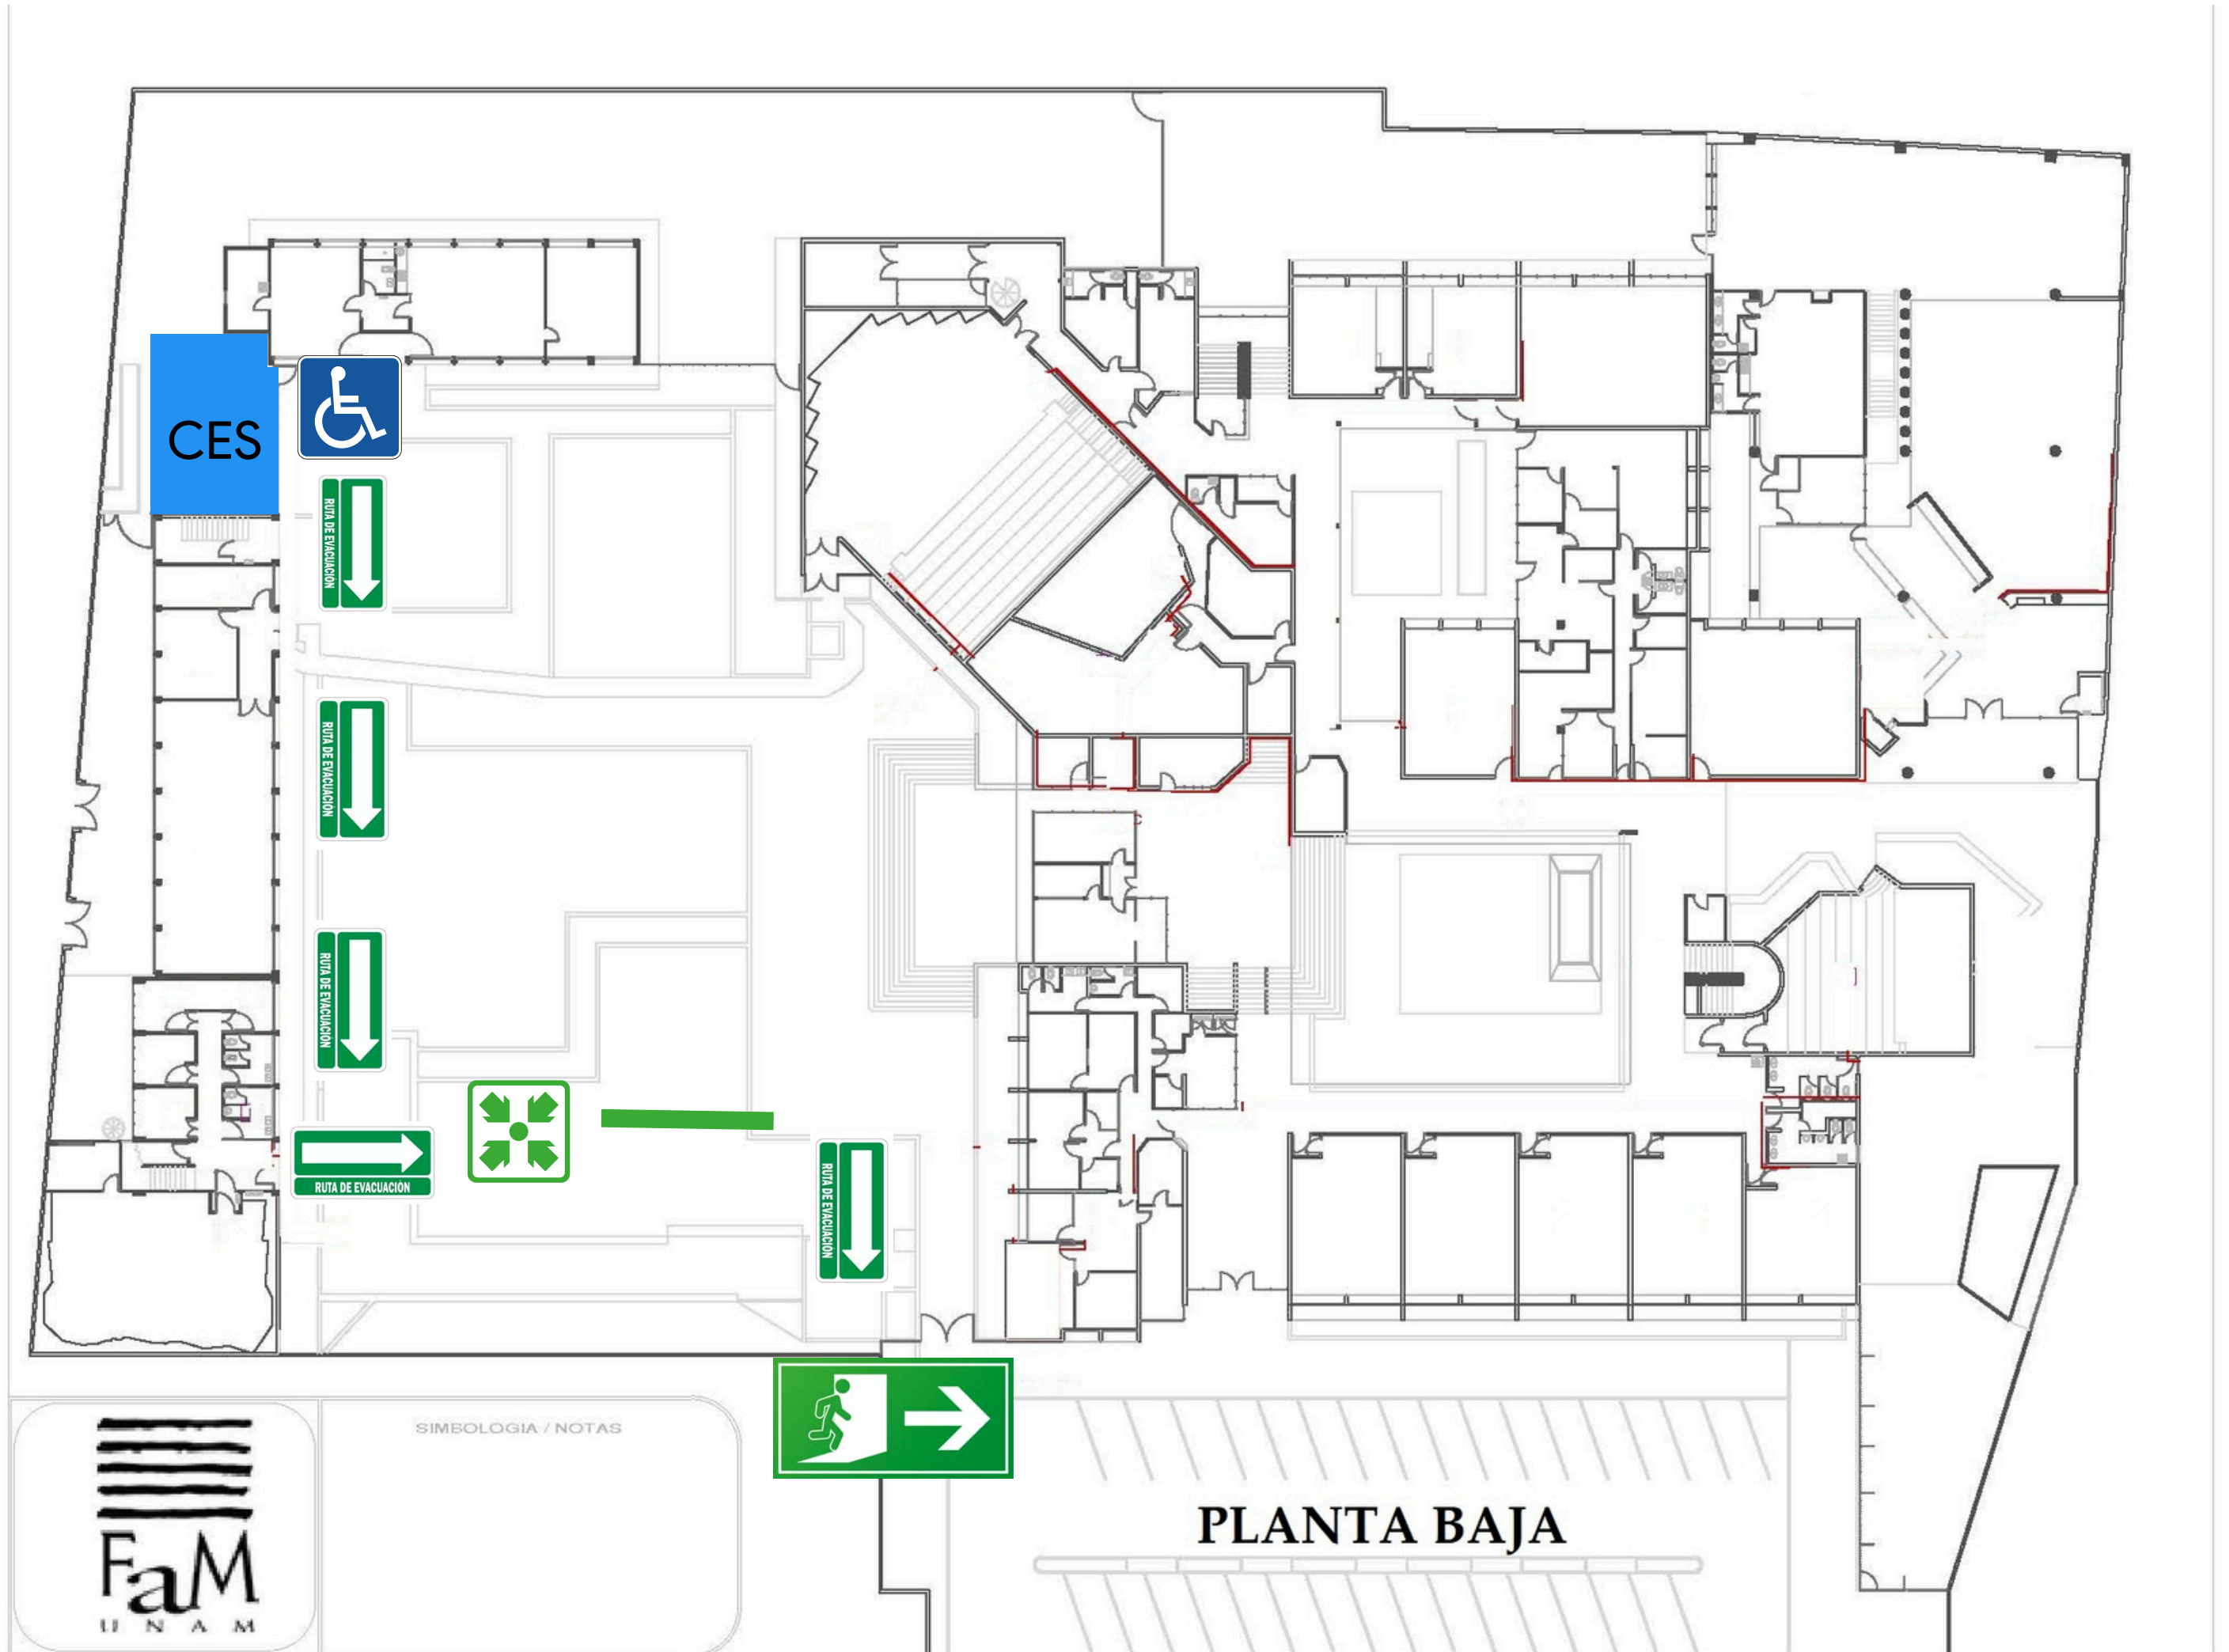 CES
RUTA DE EVACUACIÓN
RUTA DE EVACUACIÓN
RUTA DE EVACUACIÓN
RUTA DE EVACUACIÓN
RUTA DE EVACUACIÓN
SIMBOLOGIA / NOTAS
FaM
UNAM
PLANTA BAJA